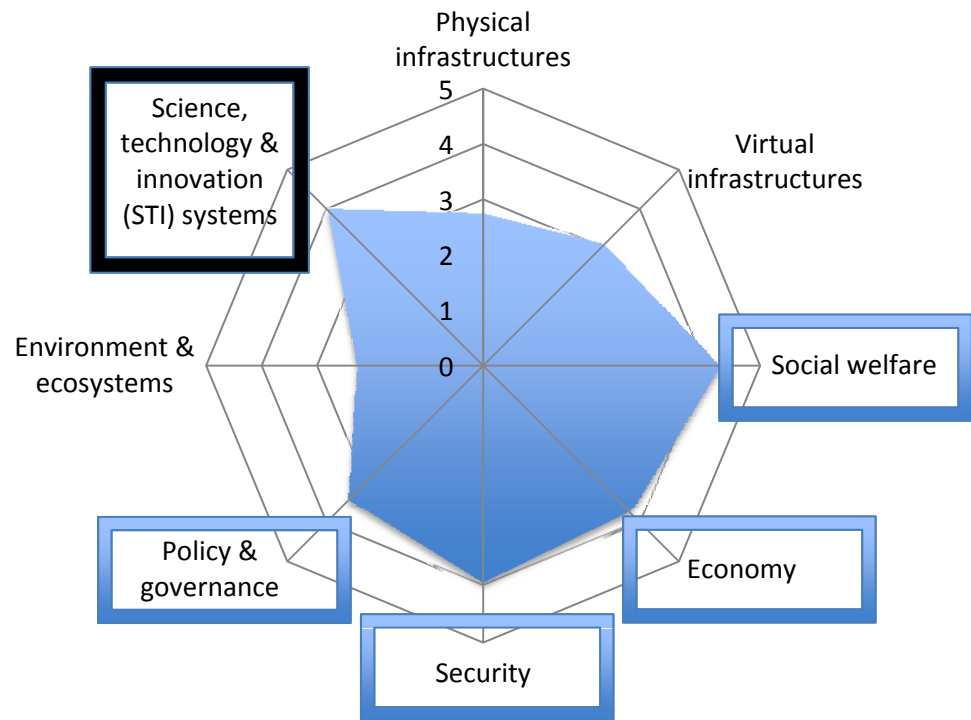 Physical
infrastructures
Science,
technology &
innovation
(STI) systems
Virtual
infrastructures
5
4
3
2
1
0
Environment &
ecosystems
Social welfare
Policy &
governance
Economy
Security